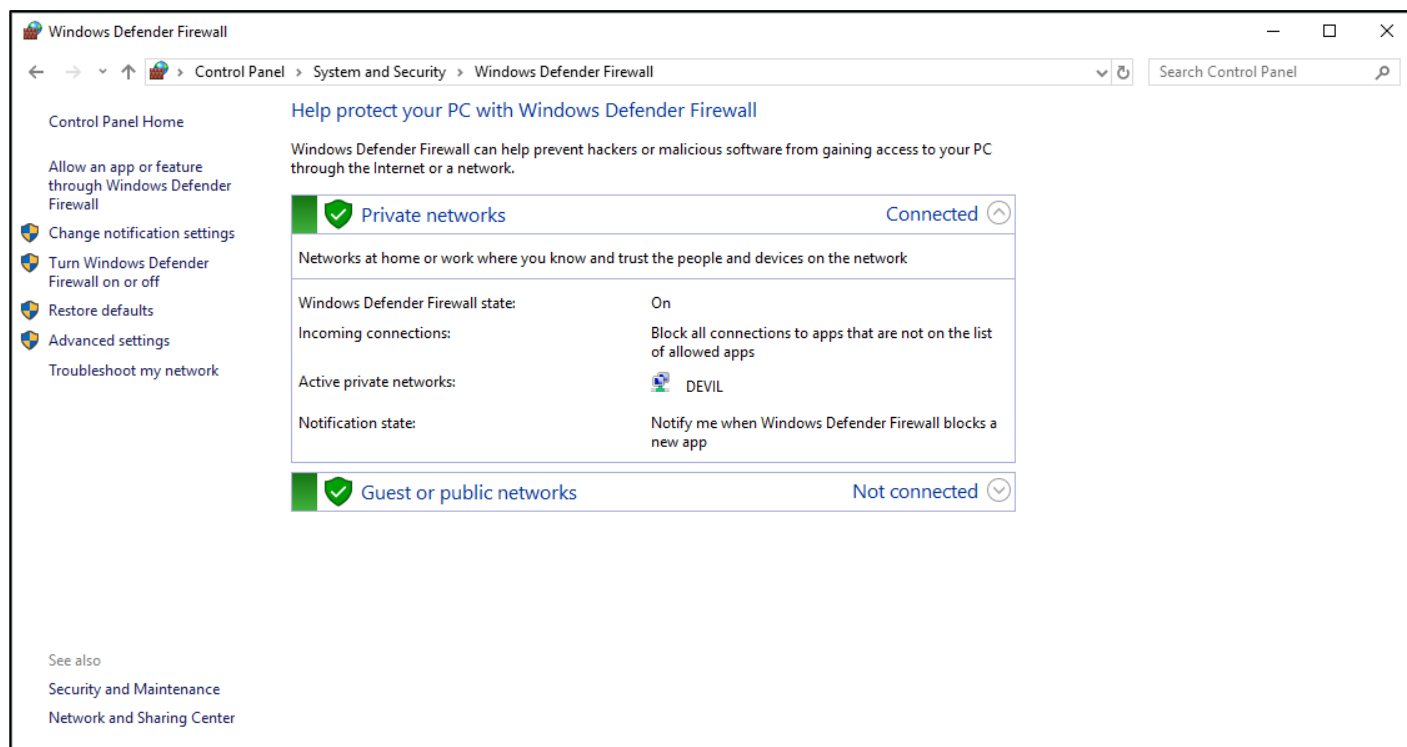 Windows Defender Firewall
Control Panel > System and Security > Windows Defender Firewall
Search Control Panel
Control Panel Home
Allow an app or feature
through Windows Defender
Firewall
Change notification settings
Turn Windows Defender
Firewall on or off
Restore defaults
Advanced settings
Troubleshoot my network
See also
Security and Maintenance
Network and Sharing Center
Help protect your PC with Windows Defender Firewall
Windows Defender Firewall can help prevent hackers or malicious software from gaining access to your PC
through the Internet or a network.
Private networks Connected
Networks at home or work where you know and trust the people and devices on the network
Windows Defender Firewall state: On
Incoming connections: Block all connections to apps that are not on the list
of allowed apps
Active private networks: DEVIL
Notification state: Notify me when Windows Defender Firewall blocks a
new app
Guest or public networks Not connected